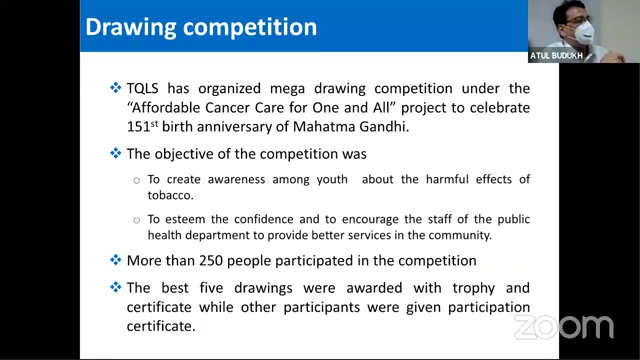 Drawing competition
ATUL BUDUKH
❖ TQLS has organized mega drawing competition under the
“Affordable Cancer Care for One and All” project to celebrate
151st birth anniversary of Mahatma Gandhi.
❖ The objective of the competition was
o To create awareness among youth about the harmful effects of
tobacco.
o To esteem the confidence and to encourage the staff of the public
health department to provide better services in the community.
❖ More than 250 people participated in the competition
❖ The best five drawings were awarded with trophy and
certificate while other participants were given participation
certificate.
zoom